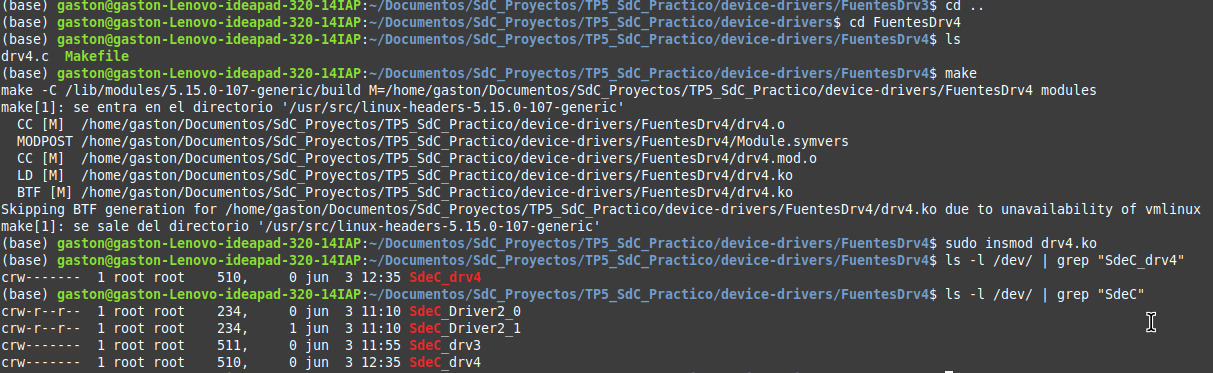 (base) gaston@gaston-Lenovo-ideapad-320-14IAP:~/Documentos/SdC_Proyectos/TP5_SdC_Practico/device-drivers/FuentesDrv3$ cd ..
(base) gaston@gaston-Lenovo-ideapad-320-14IAP:~/Documentos/SdC_Proyectos/TP5_SdC_Practico/device-drivers$ cd FuentesDrv4
(base) gaston@gaston-Lenovo-ideapad-320-14IAP:~/Documentos/SdC_Proyectos/TP5_SdC_Practico/device-drivers/FuentesDrv4$ ls
drv4.c  Makefile
(base) gaston@gaston-Lenovo-ideapad-320-14IAP:~/Documentos/SdC_Proyectos/TP5_SdC_Practico/device-drivers/FuentesDrv4$ make
make -C /lib/modules/5.15.0-107-generic/build M=/home/gaston/Documentos/SdC_Proyectos/TP5_SdC_Practico/device-drivers/FuentesDrv4 modules
make[1]: se entra en el directorio '/usr/src/linux-headers-5.15.0-107-generic'
  CC [M]  /home/gaston/Documentos/SdC_Proyectos/TP5_SdC_Practico/device-drivers/FuentesDrv4/drv4.o
  MODPOST /home/gaston/Documentos/SdC_Proyectos/TP5_SdC_Practico/device-drivers/FuentesDrv4/Module.symvers
  CC [M]  /home/gaston/Documentos/SdC_Proyectos/TP5_SdC_Practico/device-drivers/FuentesDrv4/drv4.mod.o
  LD [M]  /home/gaston/Documentos/SdC_Proyectos/TP5_SdC_Practico/device-drivers/FuentesDrv4/drv4.ko
  BTF [M] /home/gaston/Documentos/SdC_Proyectos/TP5_SdC_Practico/device-drivers/FuentesDrv4/drv4.ko
Skipping BTF generation for /home/gaston/Documentos/SdC_Proyectos/TP5_SdC_Practico/device-drivers/FuentesDrv4/drv4.ko due to unavailability of vmlinux
make[1]: se sale del directorio '/usr/src/linux-headers-5.15.0-107-generic'
(base) gaston@gaston-Lenovo-ideapad-320-14IAP:~/Documentos/SdC_Proyectos/TP5_SdC_Practico/device-drivers/FuentesDrv4$ sudo insmod drv4.ko
(base) gaston@gaston-Lenovo-ideapad-320-14IAP:~/Documentos/SdC_Proyectos/TP5_SdC_Practico/device-drivers/FuentesDrv4$ ls -l /dev/ | grep "SdeC_drv4"
crw-------  1 root root    510,     0 jun  3 12:35 SdeC_drv4
(base) gaston@gaston-Lenovo-ideapad-320-14IAP:~/Documentos/SdC_Proyectos/TP5_SdC_Practico/device-drivers/FuentesDrv4$ ls -l /dev/ | grep "SdeC"
crw-r--r--  1 root root    234,     0 jun  3 11:10 SdeC_Driver2_0
crw-r--r--  1 root root    234,     1 jun  3 11:10 SdeC_Driver2_1
crw-------  1 root root    511,     0 jun  3 11:55 SdeC_drv3
crw-------  1 root root    510,     0 jun  3 12:35 SdeC_drv4